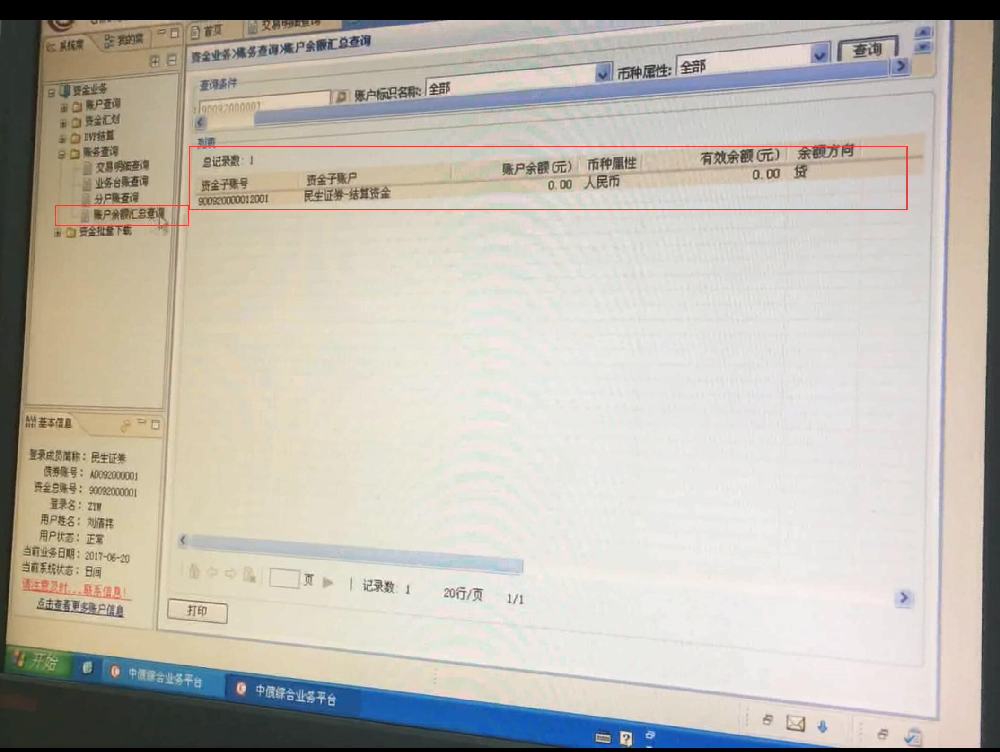 首页
交易明细查询
系统菜
我的菜
资金业务>账务查询>账户余额汇总查询
查询条件
90092000001
账户标识名称: 全部
币种属性: 全部
查询
资金业务
账户查询
资金汇划
DVP结算
账务查询
交易明细查询
业务台账查询
分户账查询
账户余额汇总查询
资金批量下载
列表
总记录数: 1
资金子账号 资金子账户 账户余额(元) 币种属性 有效余额(元) 余额方向
900920000012001 民生证券-结算资金 0.00 人民币 0.00 贷
基本信息
登录成员简称: 民生证券
债券账号: A0092000001
资金总账号: 90092000001
登录名: ZYM
用户姓名: 刘倩祎
用户状态: 正常
当前业务日期: 2017-06-20
当前系统状态: 日间
请注意及时...联系信息!
点击查看更多账户信息
页 | 记录数: 1 20行/页 1/1
打印
开始
中债综合业务平台
中债综合业务平台